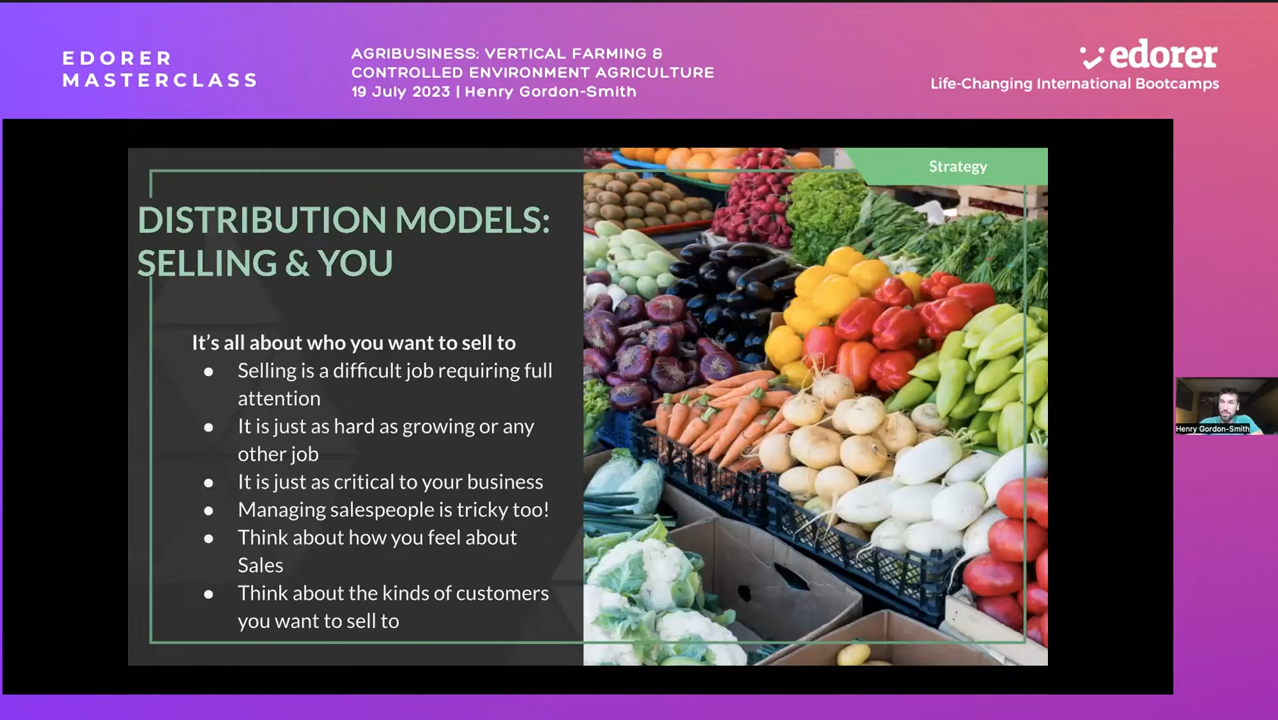 EDORER
MASTERCLASS
AGRIBUSINESS: VERTICAL FARMING &
CONTROLLED ENVIRONMENT AGRICULTURE
19 July 2023 | Henry Gordon-Smith
edorer
Life-Changing International Bootcamps
Strategy
DISTRIBUTION MODELS:
SELLING & YOU
It's all about who you want to sell to
● Selling is a difficult job requiring full
attention
● It is just as hard as growing or any
other job
● It is just as critical to your business
● Managing salespeople is tricky too!
● Think about how you feel about
Sales
● Think about the kinds of customers
you want to sell to
Henry Gordon-Smith